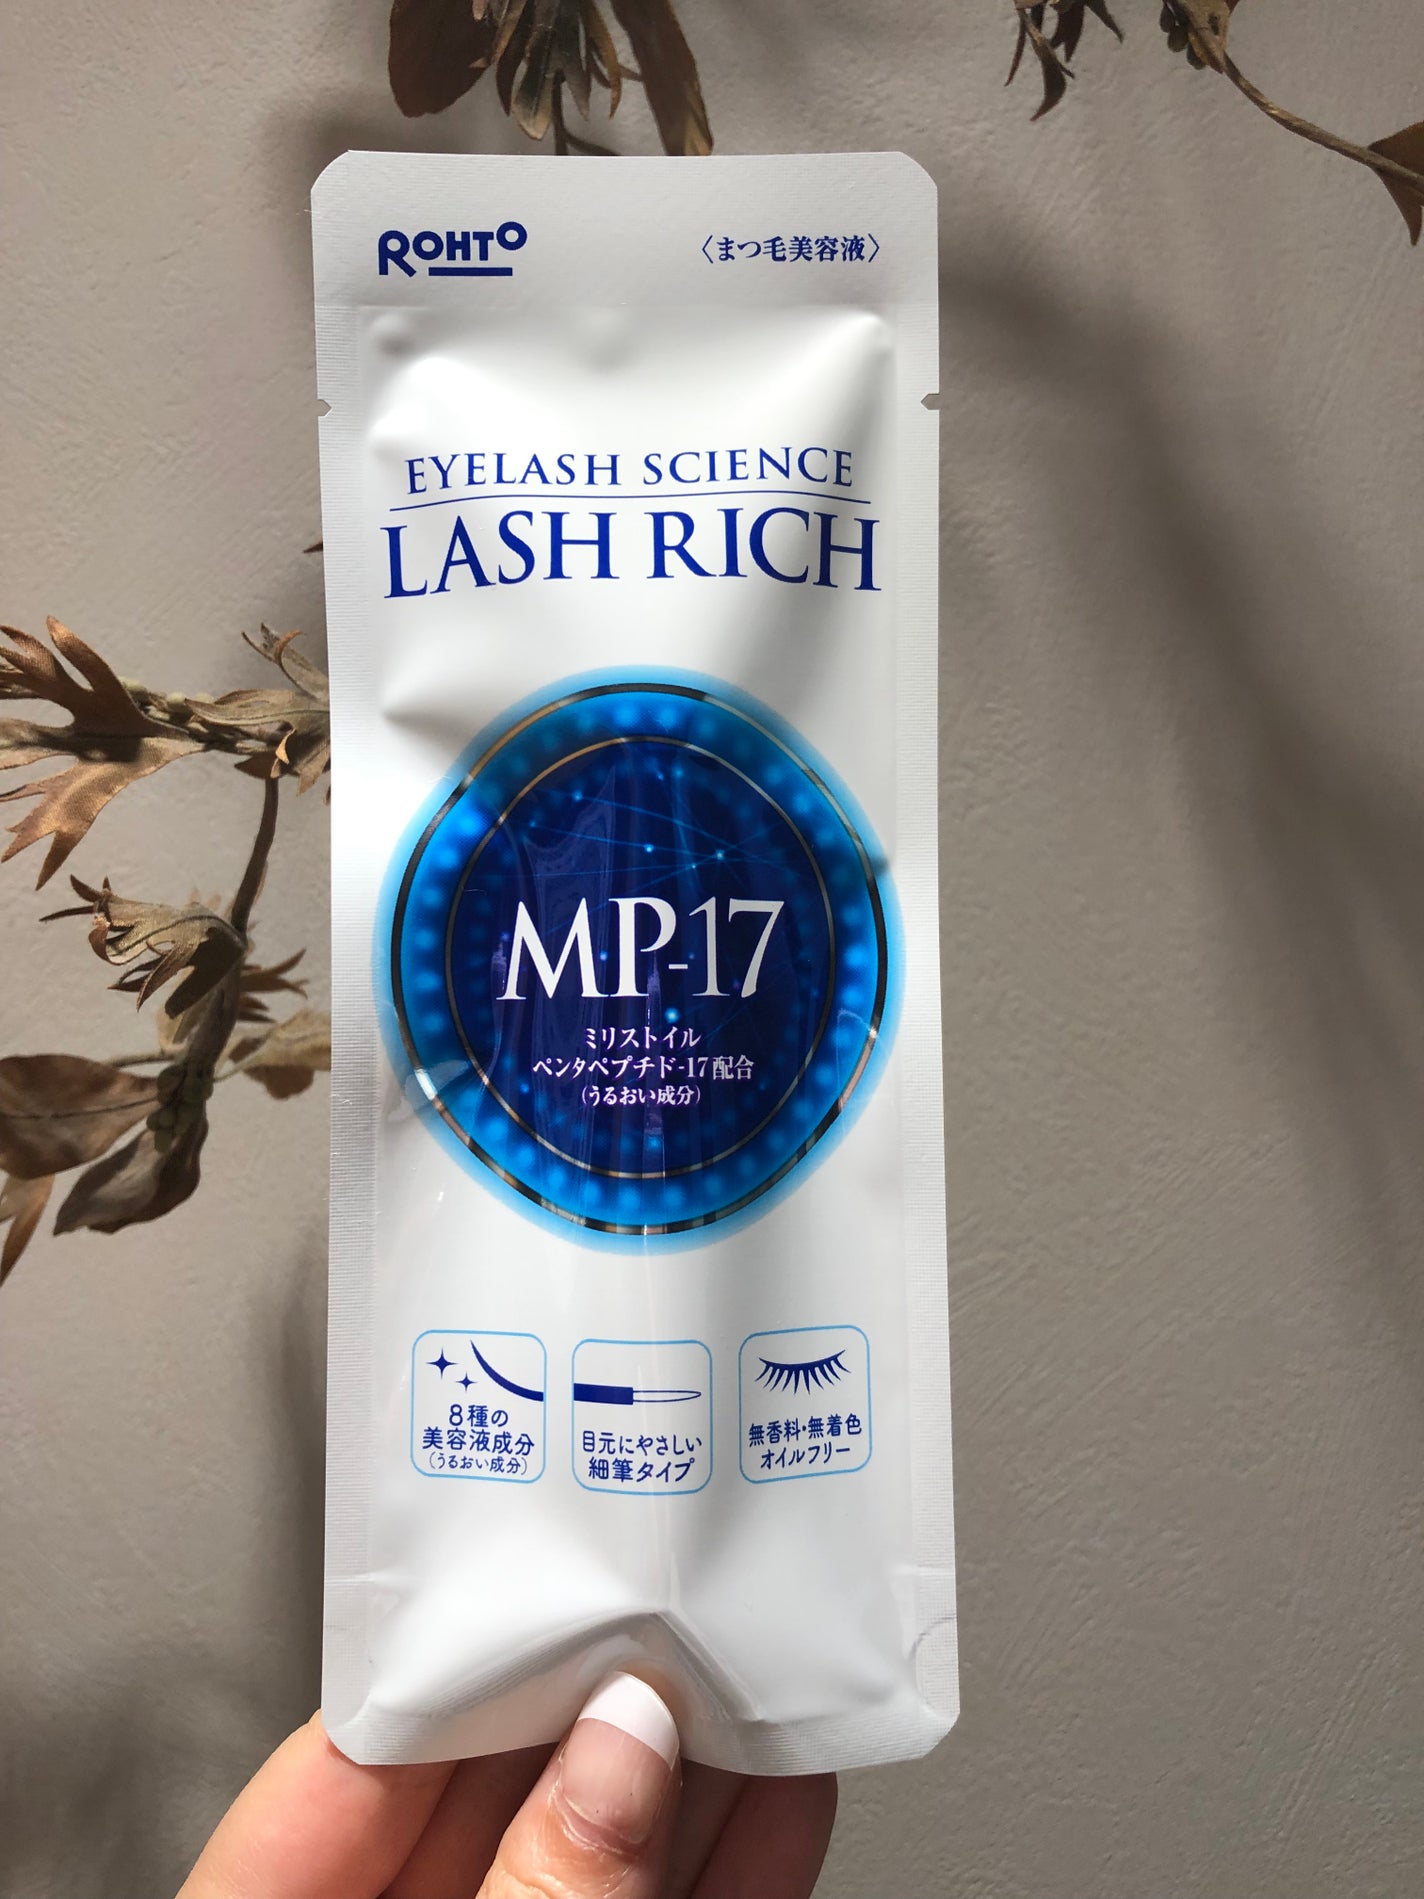 ROHTO
〈まつ毛美容液〉
EYELASH SCIENCE
LASH RICH
MP-17
ミリストイル
ペンタペプチド-17配合
(うるおい成分)
8種の
美容液成分
(うるおい成分)
目元にやさしい
細筆タイプ
無香料・無着色
オイルフリー